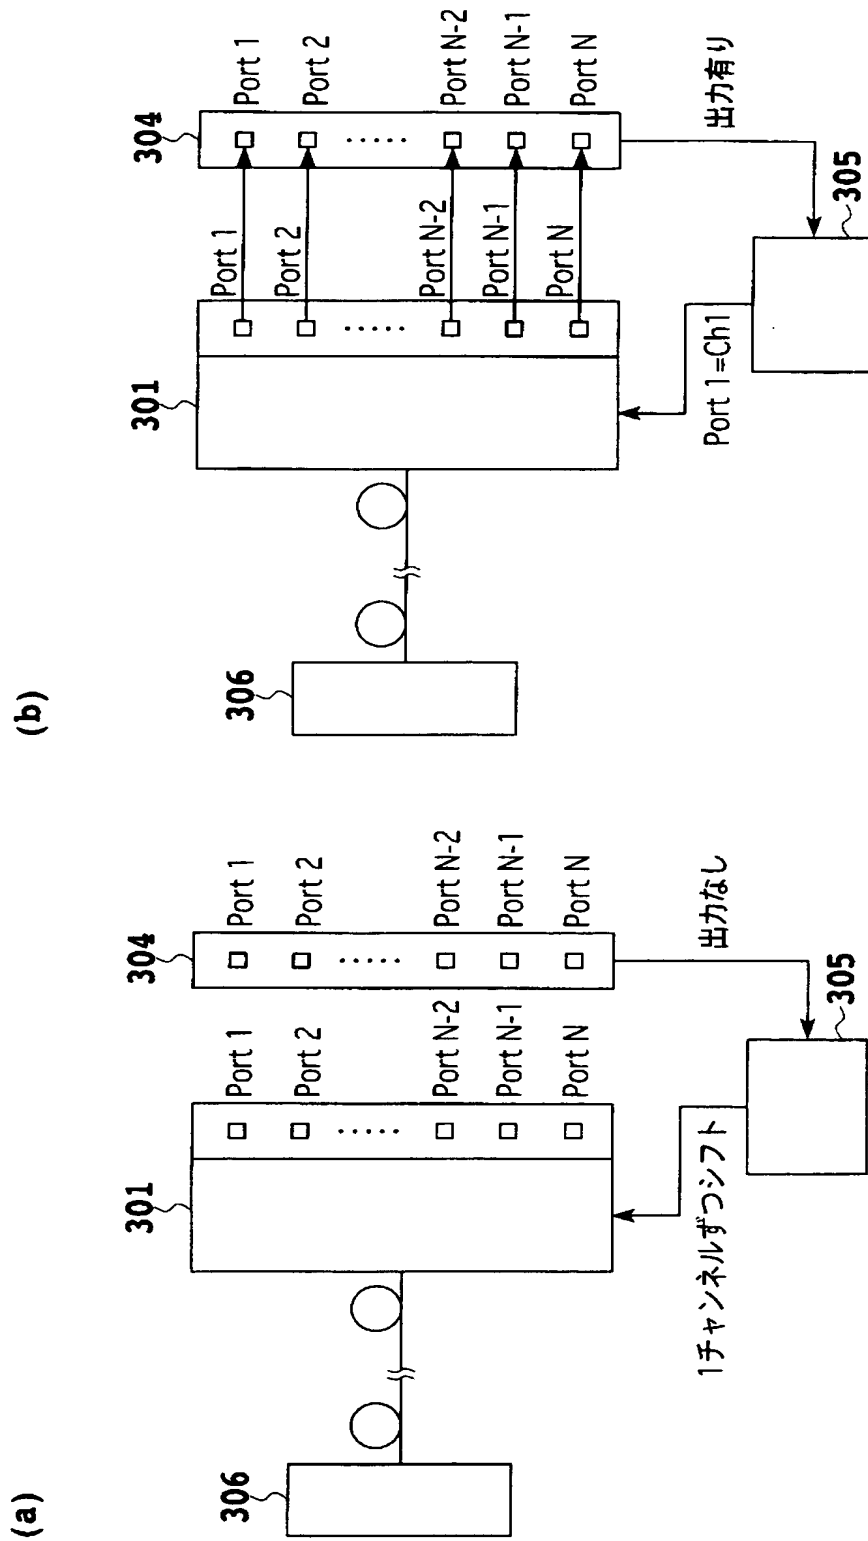 (a)
306
301
304
Port 1
Port 2
·····
Port N-2
Port N-1
Port N
Port 1
Port 2
·····
Port N-2
Port N-1
Port N
1チャンネルずつシフト
出力なし
305
(b)
306
301
304
Port 1
Port 2
·····
Port N-2
Port N-1
Port N
Port 1
Port 2
·····
Port N-2
Port N-1
Port N
Port 1=Ch1
出力有り
305